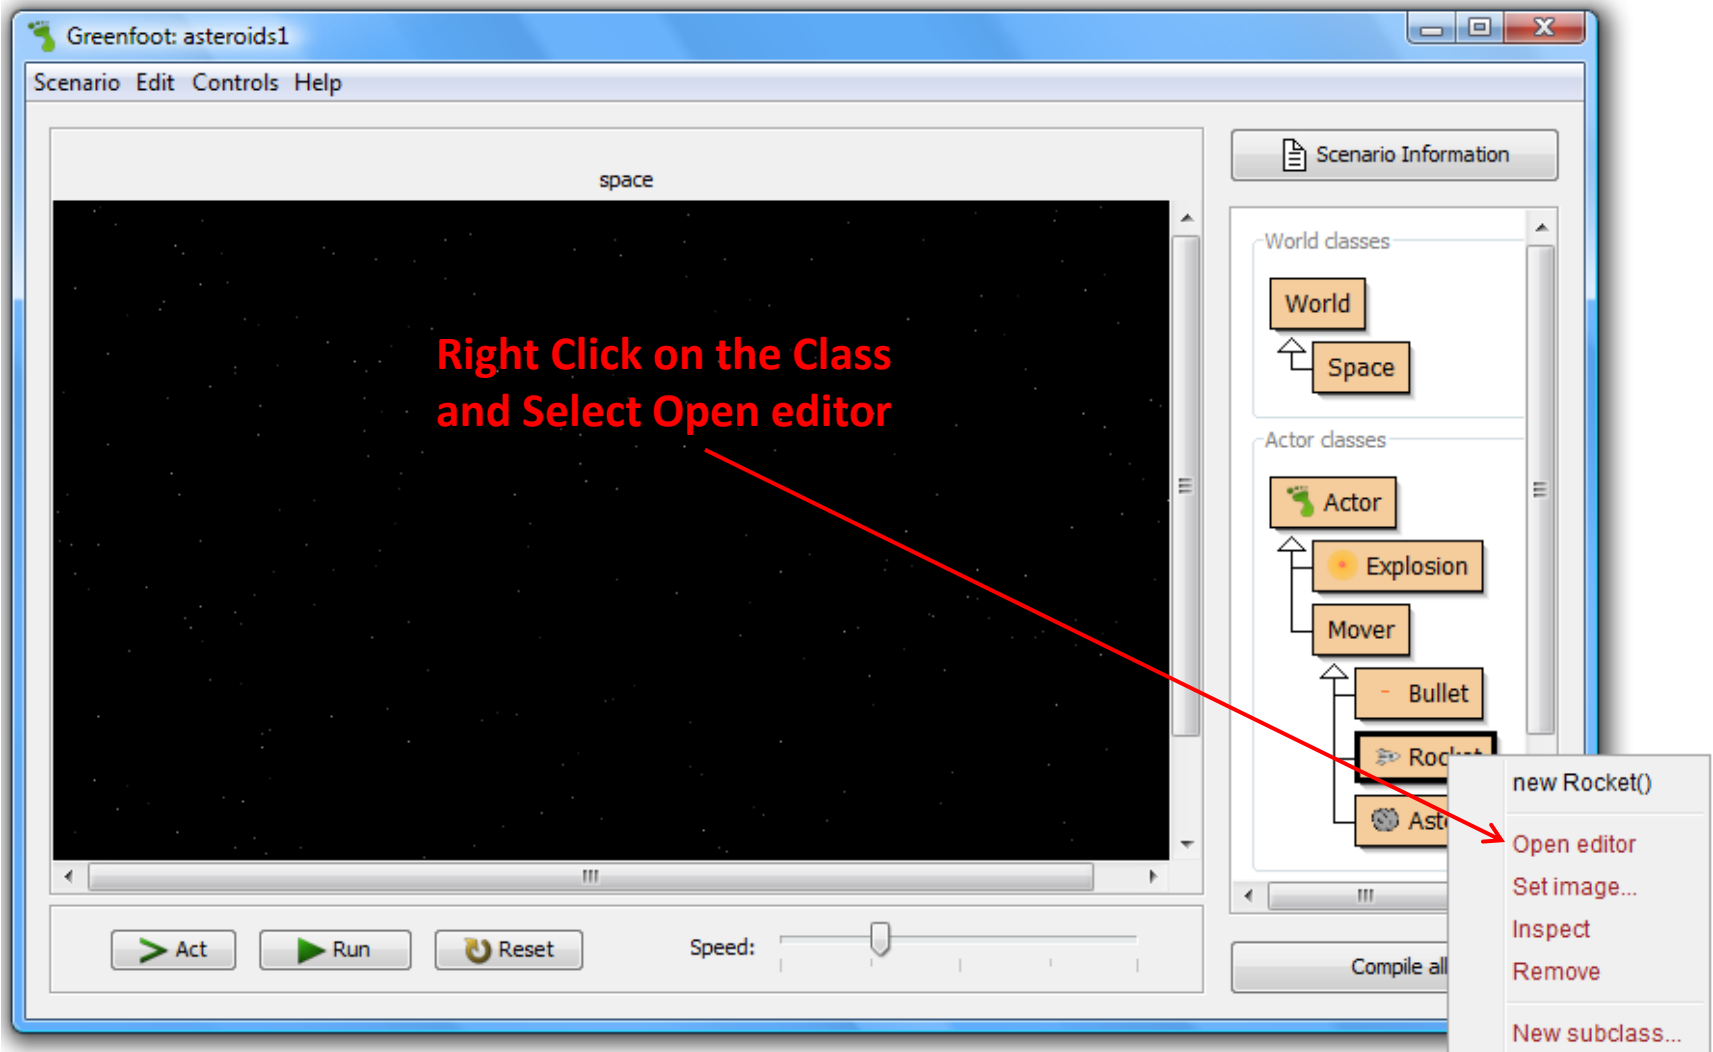 Greenfoot: asteroids1
Scenario Edit Controls Help
Scenario Information
space
World classes
World
Space
Right Click on the Class
and Select Open editor
Actor classes
Actor
Explosion
Mover
Bullet
new Rocket()
Open editor
Set image...
Inspect
Remove
New subclass...
Act
Run
Reset
Speed:
Compile all